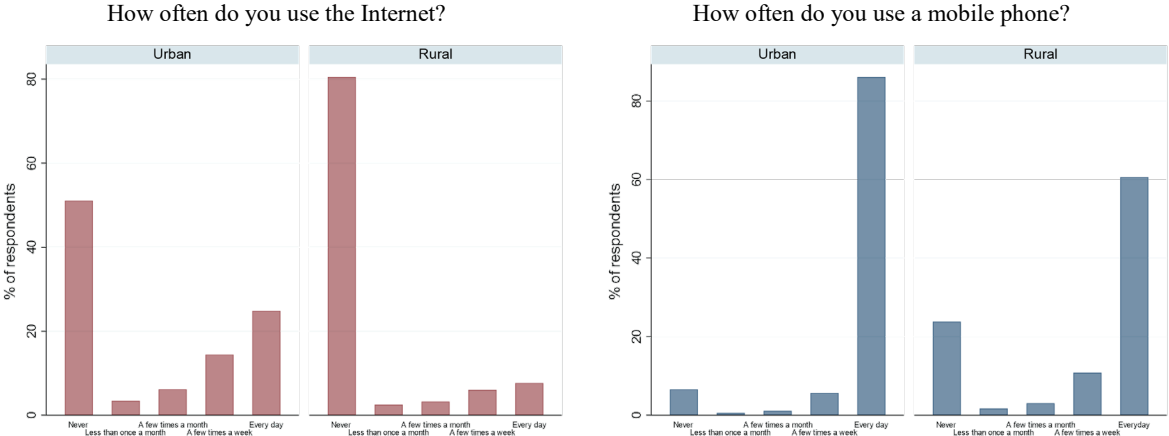 How often do you use the Internet?
Urban
Rural
% of respondents
80
60
40
20
0
Never
A few times a month
Every day
Less than once a month
A few times a week
Never
A few times a month
Every day
Less than once a month
A few times a week
How often do you use a mobile phone?
Urban
Rural
% of respondents
80
60
40
20
0
Never
A few times a month
Every day
Less than once a month
A few times a week
Never
A few times a month
Everyday
Less than once a month
A few times a week